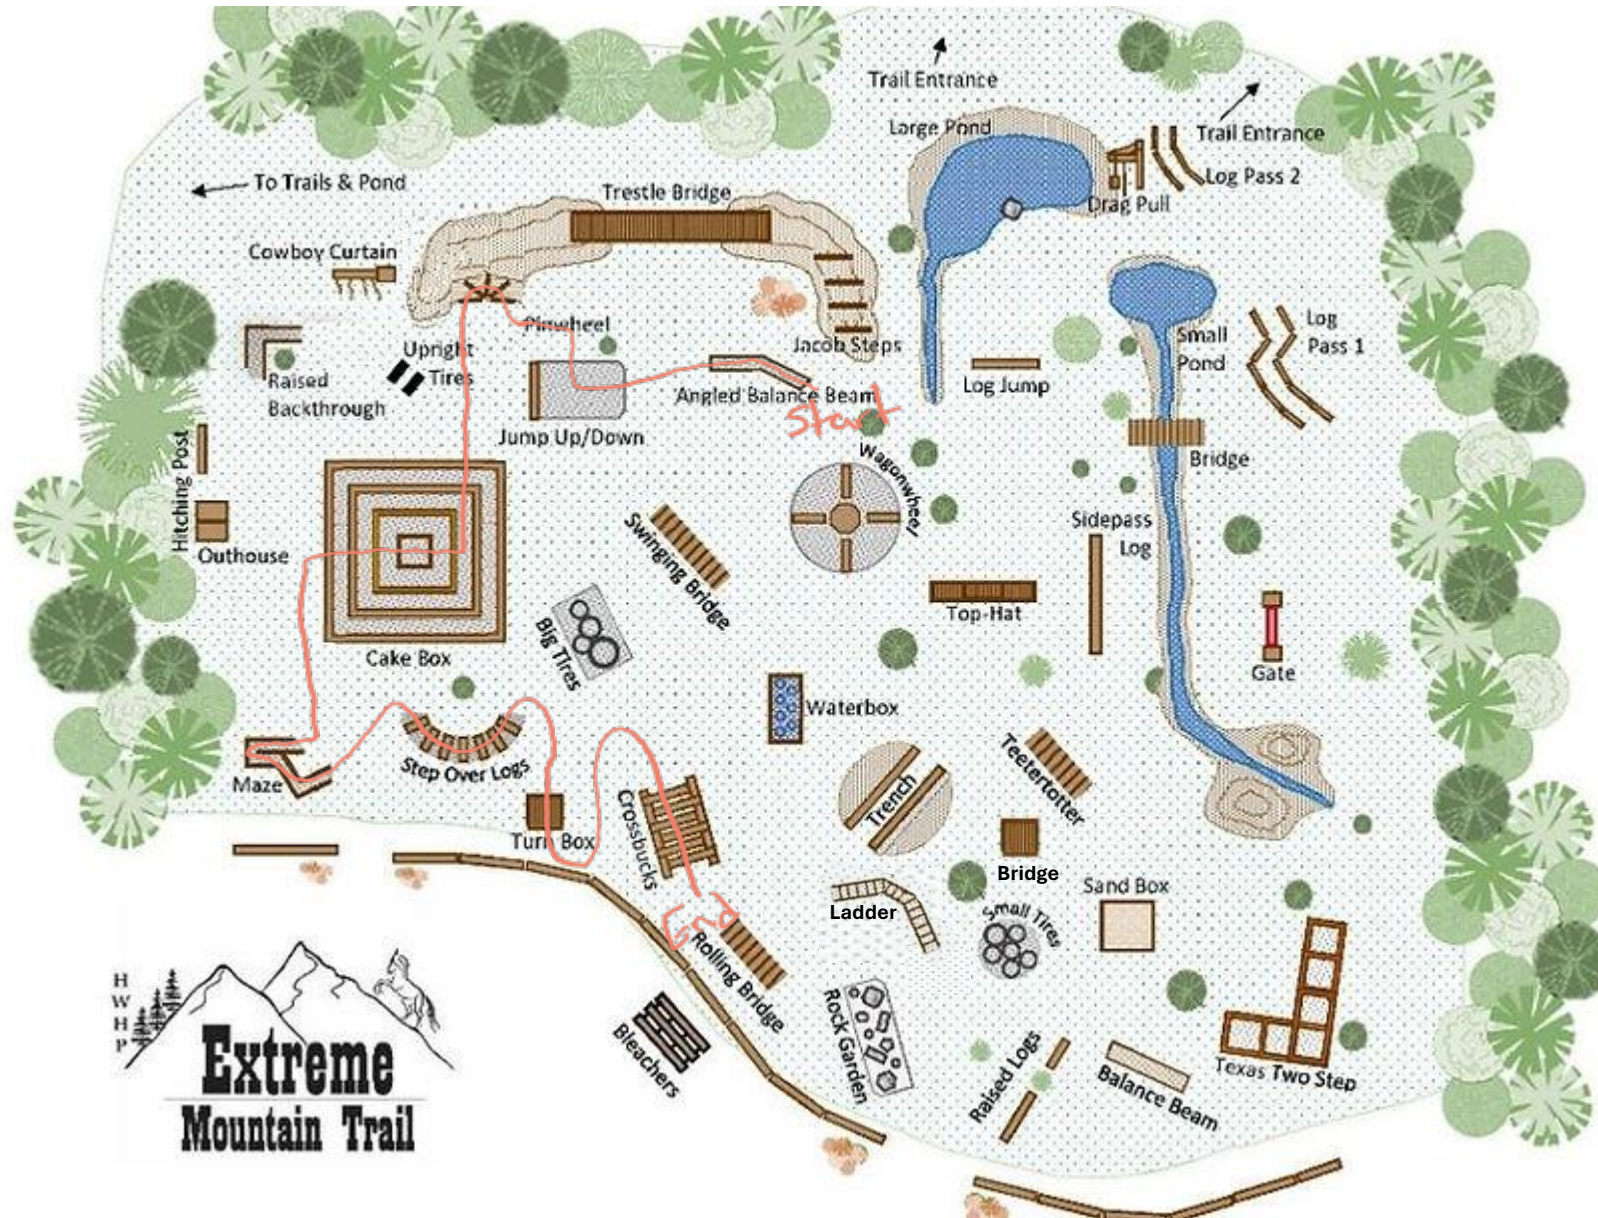 Trail Entrance
Large Pond
Trail Entrance
Log Pass 2
Drag Pull
To Trails & Pond
Trestle Bridge
Cowboy Curtain
Pinwheel
Jacob Steps
Small
Pond
Log
Pass 1
Upright
Tires
Raised
Backthrough
Log Jump
Angled Balance Beam
Start
Jump Up/Down
Hitching Post
Outhouse
Wagonwheel
Bridge
Swinging Bridge
Sidepass
Log
Big Tires
Top-Hat
Cake Box
Gate
Waterbox
Maze
Step Over Logs
Turn Box
Crossbucks
Trench
Teetertotter
Bridge
Ladder
Sand Box
Small Tires
End
Rolling Bridge
Bleachers
Rock Garden
Raised Logs
Balance Beam
Texas Two Step
H
W
H
P
Extreme
Mountain Trail